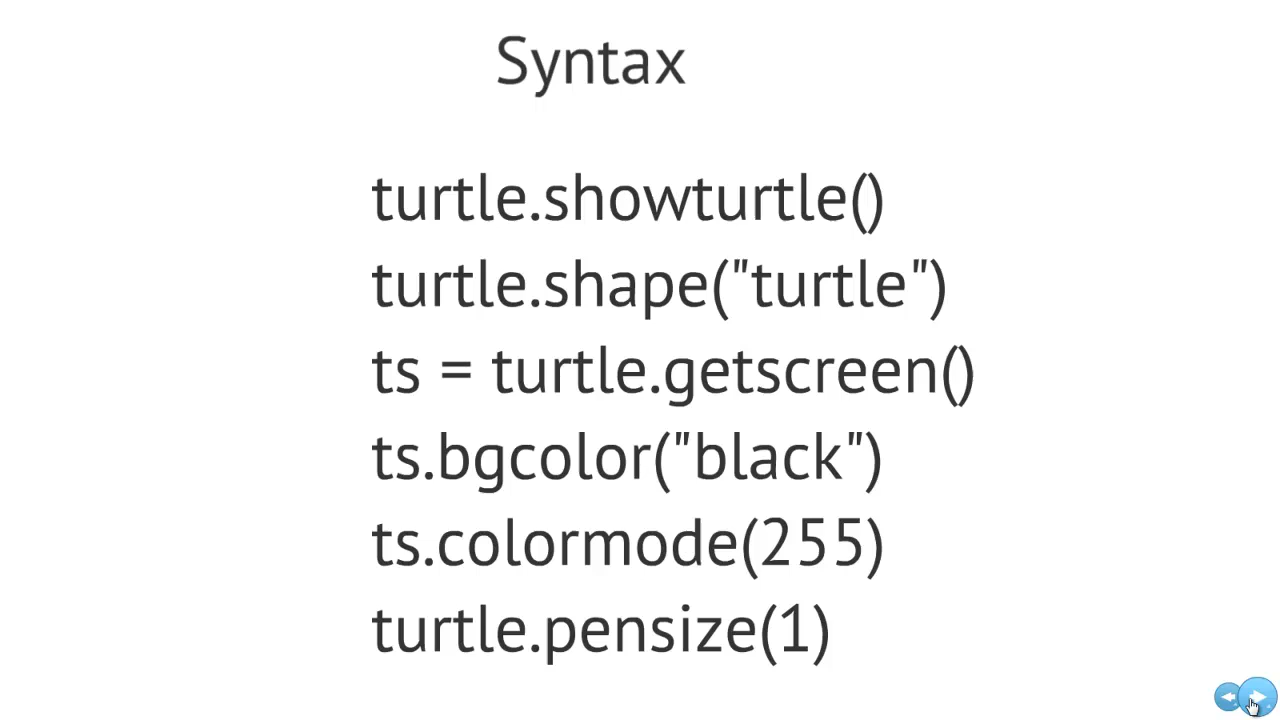 Syntax
turtle.showturtle()
turtle.shape("turtle")
ts = turtle.getscreen()
ts.bgcolor("black")
ts.colormode(255)
turtle.pensize(1)